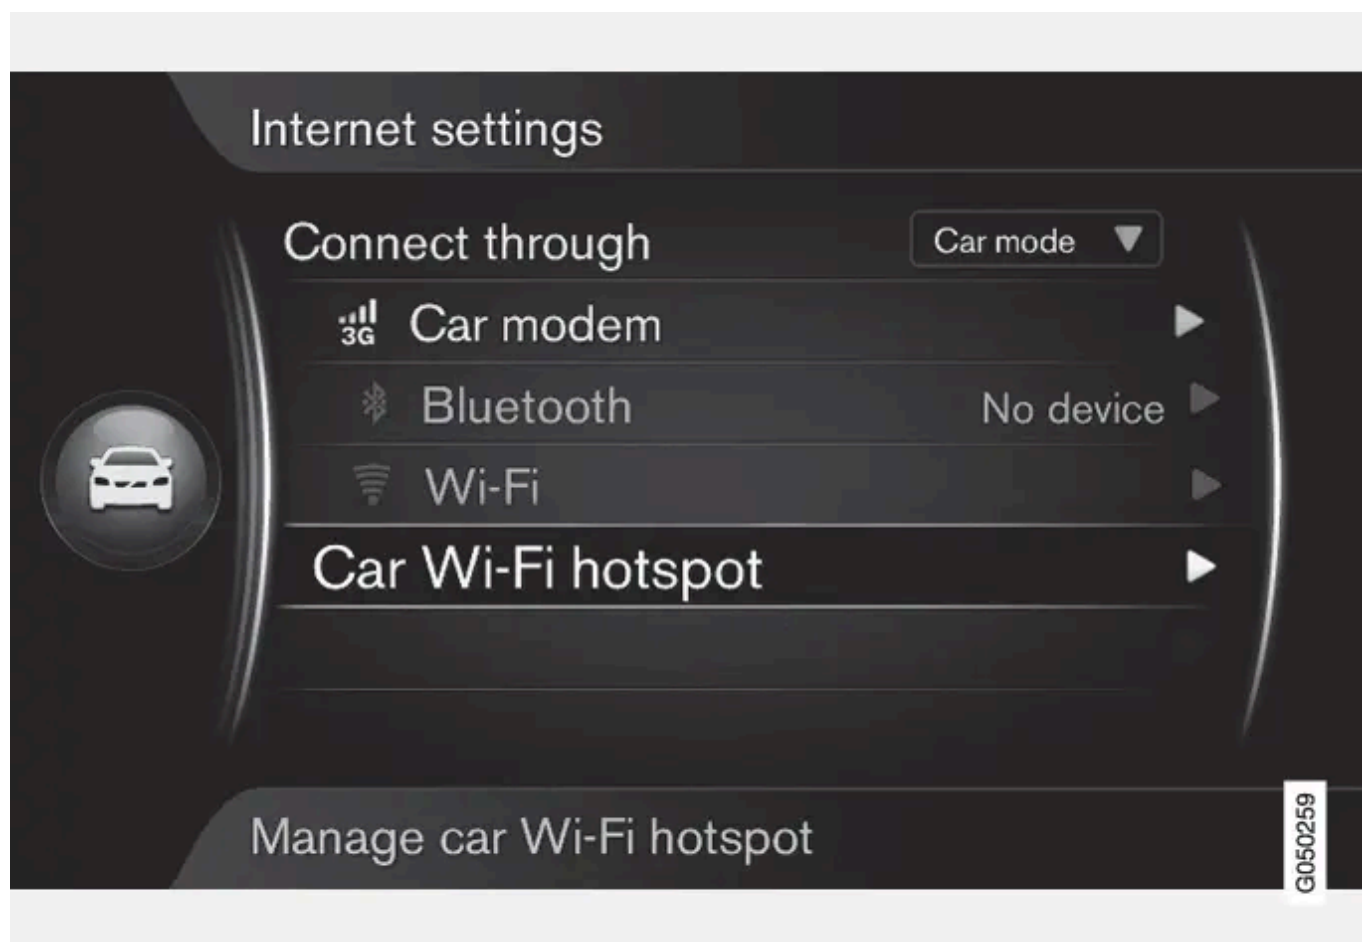 Internet settings
Connect through Car mode
3G Car modem
Bluetooth No device
Wi-Fi
Car Wi-Fi hotspot
Manage car Wi-Fi hotspot
G050259